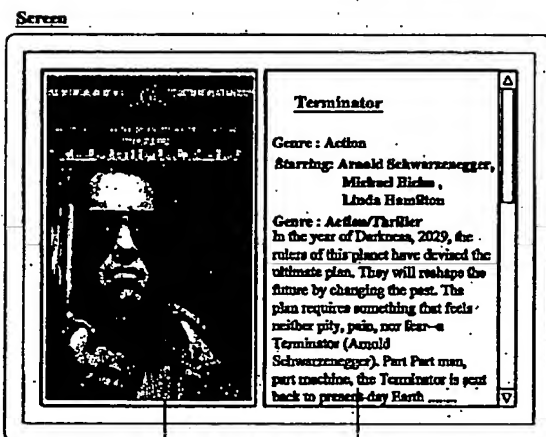 Screen
Terminator
Genre : Action
Starring: Arnold Schwarzenegger,
Michael Biehn ,
Linda Hamilton
Genre : Action/Thriller
In the year of Darkness, 2029, the
rulers of this planet have devised the
ultimate plan. They will reshape the
future by changing the past. The
plan requires something that feels
neither pity, pain, nor fear--a
Terminator (Arnold
Schwarzenegger). Part Part man,
part machine, the Terminator is sent
back to present-day Earth ........